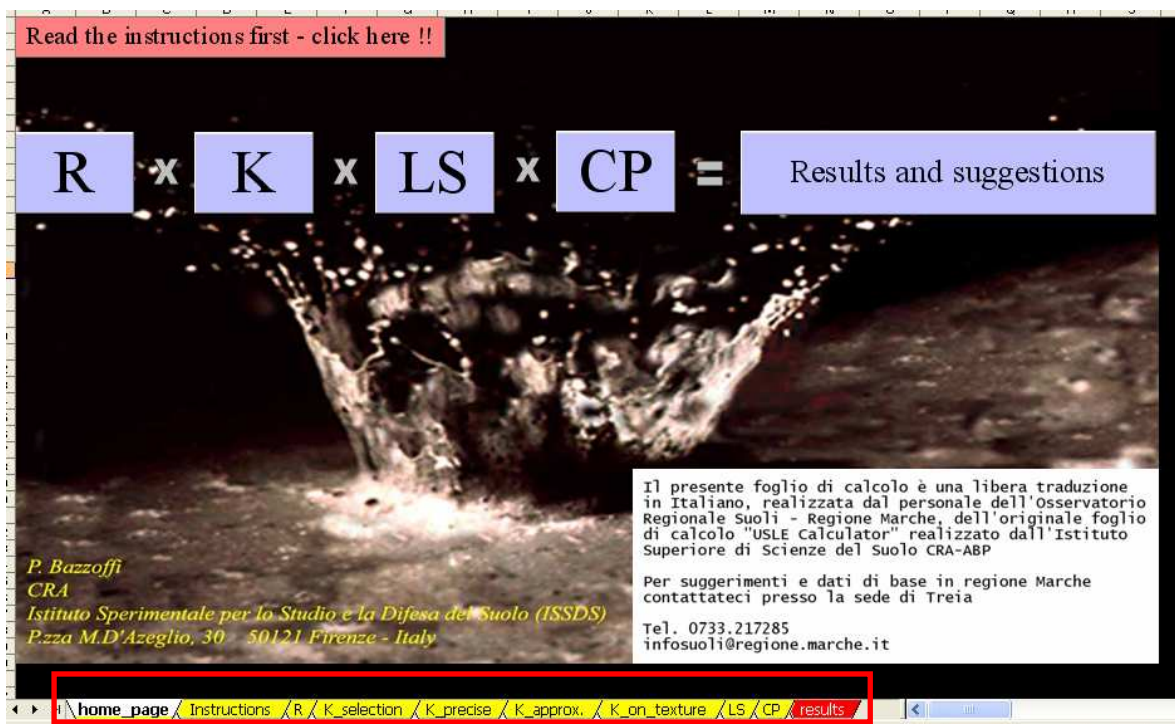 Read the instructions first - click here !!
R x K x LS x CP = Results and suggestions
Il presente foglio di calcolo è una libera traduzione
in Italiano, realizzata dal personale dell'Osservatorio
Regionale Suoli - Regione Marche, dell'originale foglio
di calcolo "USLE Calculator" realizzato dall'Istituto
Superiore di Scienze del Suolo CRA-ABP
Per suggerimenti e dati di base in regione Marche
contattateci presso la sede di Treia
Tel. 0733.217285
infosuoli@regione.marche.it
P. Bazzoffi
CRA
Istituto Sperimentale per lo Studio e la Difesa del Suolo (ISSDS)
P.zza M.D'Azeglio, 30 50121 Firenze - Italy
home_page / Instructions / R / K_selection / K_precise / K_approx. / K_on_texture / LS / CP / results